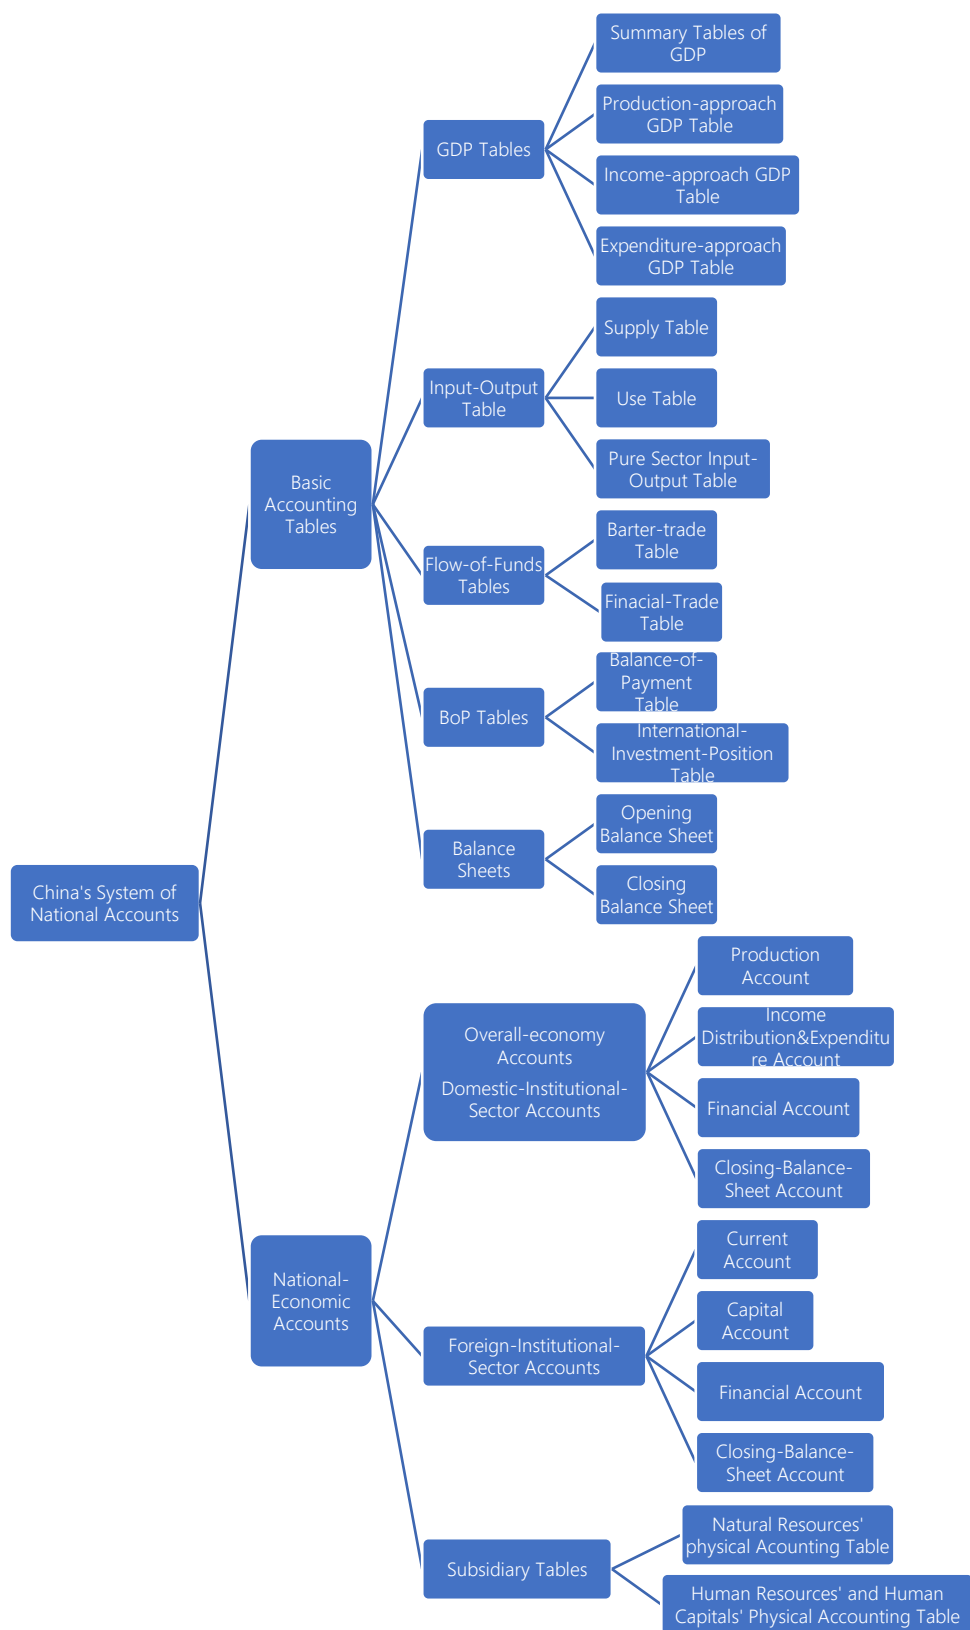 China's System of
National Accounts
Basic
Accounting
Tables
GDP Tables
Summary Tables of
GDP
Production-approach
GDP Table
Income-approach GDP
Table
Expenditure-approach
GDP Table
Input-Output
Table
Supply Table
Use Table
Pure Sector Input-
Output Table
Flow-of-Funds
Tables
Barter-trade
Table
Finacial-Trade
Table
BoP Tables
Balance-of-
Payment
Table
International-
Investment-Position
Table
Balance
Sheets
Opening
Balance Sheet
Closing
Balance Sheet
National-
Economic
Accounts
Overall-economy
Accounts
Domestic-Institutional-
Sector Accounts
Production
Account
Income
Distribution&Expenditu
re Account
Financial Account
Closing-Balance-
Sheet Account
Foreign-Institutional-
Sector Accounts
Current
Account
Capital
Account
Financial Account
Closing-Balance-
Sheet Account
Subsidiary Tables
Natural Resources'
physical Acounting Table
Human Resources' and Human
Capitals' Physical Accounting Table